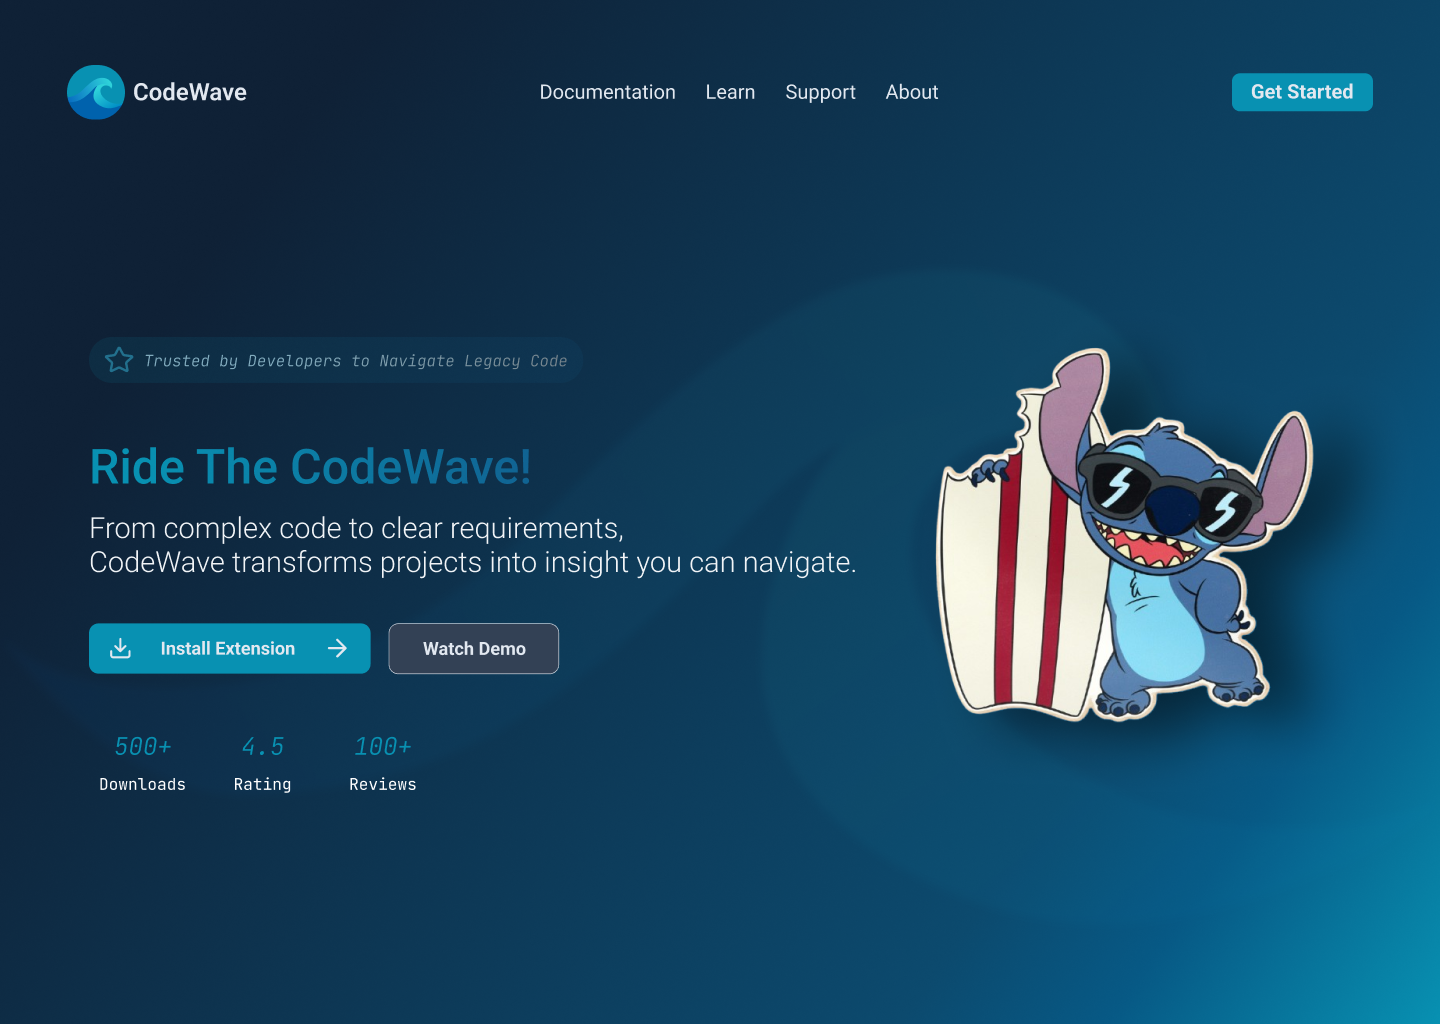 CodeWave
Documentation Learn Support About
Get Started
Trusted by Developers to Navigate Legacy Code
Ride The CodeWave!
From complex code to clear requirements,
CodeWave transforms projects into insight you can navigate.
Install Extension
Watch Demo
500+ 4.5 100+
Downloads Rating Reviews